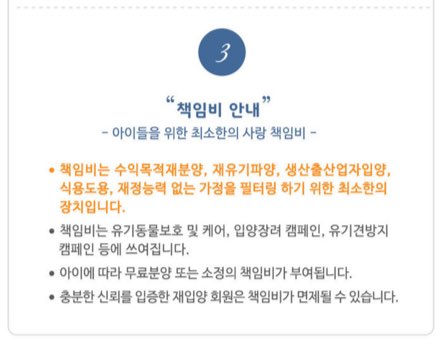 3
“책임비 안내”
- 아이들을 위한 최소한의 사랑 책임비 -
• 책임비는 수익목적재분양, 재유기파양, 생산출산업자입양,
식용도용, 재정능력 없는 가정을 필터링 하기 위한 최소한의
장치입니다.
• 책임비는 유기동물보호 및 케어, 입양장려 캠페인, 유기견방지
캠페인 등에 쓰여집니다.
• 아이에 따라 무료분양 또는 소정의 책임비가 부여됩니다.
• 충분한 신뢰를 입증한 재입양 회원은 책임비가 면제될 수 있습니다.